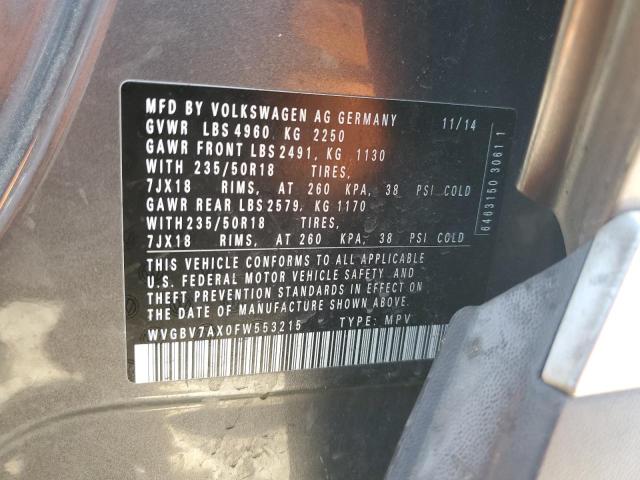 MFD BY VOLKSWAGEN AG GERMANY 11/14
GVWR LBS 4960, KG 2250
GAWR FRONT LBS 2491, KG 1130
WITH 235/50R18 TIRES,
7JX18 RIMS, AT 260 KPA, 38 PSI COLD
GAWR REAR LBS 2579, KG 1170
WITH 235/50R18 TIRES,
7JX18 RIMS, AT 260 KPA, 38 PSI COLD
THIS VEHICLE CONFORMS TO ALL APPLICABLE
U.S. FEDERAL MOTOR VEHICLE SAFETY AND
THEFT PREVENTION STANDARDS IN EFFECT ON
THE DATE OF MANUFACTURE SHOWN ABOVE.
WVGBV7AX0FW553215 TYPE: MPV
6463150 30611